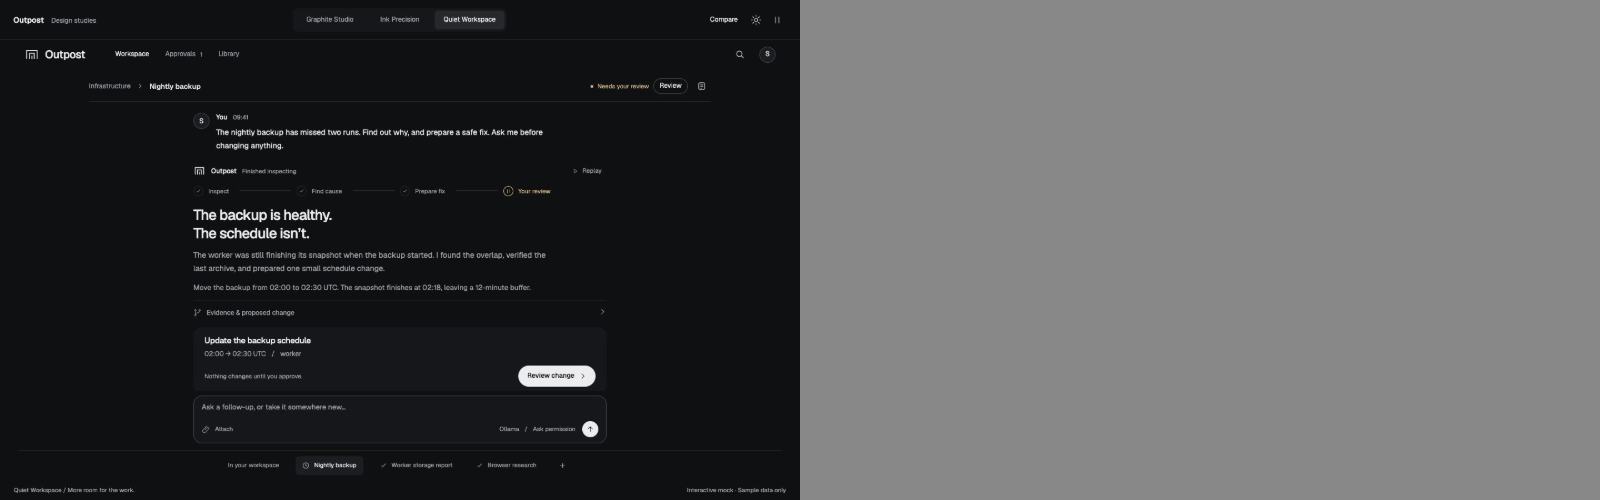 Outpost Design studies Graphite Studio Ink Precision Quiet Workspace Compare
Outpost Workspace Approvals 1 Library S
Infrastructure > Nightly backup Needs your review Review
S You 09:41
The nightly backup has missed two runs. Find out why, and prepare a safe fix. Ask me before
changing anything.
Outpost Finished inspecting Replay
Inspect Find cause Prepare fix Your review
The backup is healthy.
The schedule isn't.
The worker was still finishing its snapshot when the backup started. I found the overlap, verified the
last archive, and prepared one small schedule change.
Move the backup from 02:00 to 02:30 UTC. The snapshot finishes at 02:18, leaving a 12-minute buffer.
Evidence & proposed change
Update the backup schedule
02:00 → 02:30 UTC / worker
Nothing changes until you approve. Review change
Ask a follow-up, or take it somewhere new...
Attach Ollama / Ask permission
In your workspace Nightly backup Worker storage report Browser research +
Quiet Workspace / More room for the work. Interactive mock · Sample data only